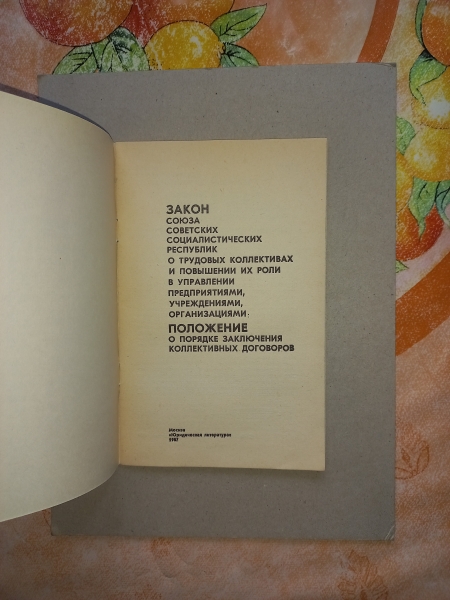 ЗАКОН
СОЮЗА
СОВЕТСКИХ
СОЦИАЛИСТИЧЕСКИХ
РЕСПУБЛИК
О ТРУДОВЫХ КОЛЛЕКТИВАХ
И ПОВЫШЕНИИ ИХ РОЛИ
В УПРАВЛЕНИИ
ПРЕДПРИЯТИЯМИ,
УЧРЕЖДЕНИЯМИ,
ОРГАНИЗАЦИЯМИ:
ПОЛОЖЕНИЕ
О ПОРЯДКЕ ЗАКЛЮЧЕНИЯ
КОЛЛЕКТИВНЫХ ДОГОВОРОВ
Москва
«Юридическая литература»
1987